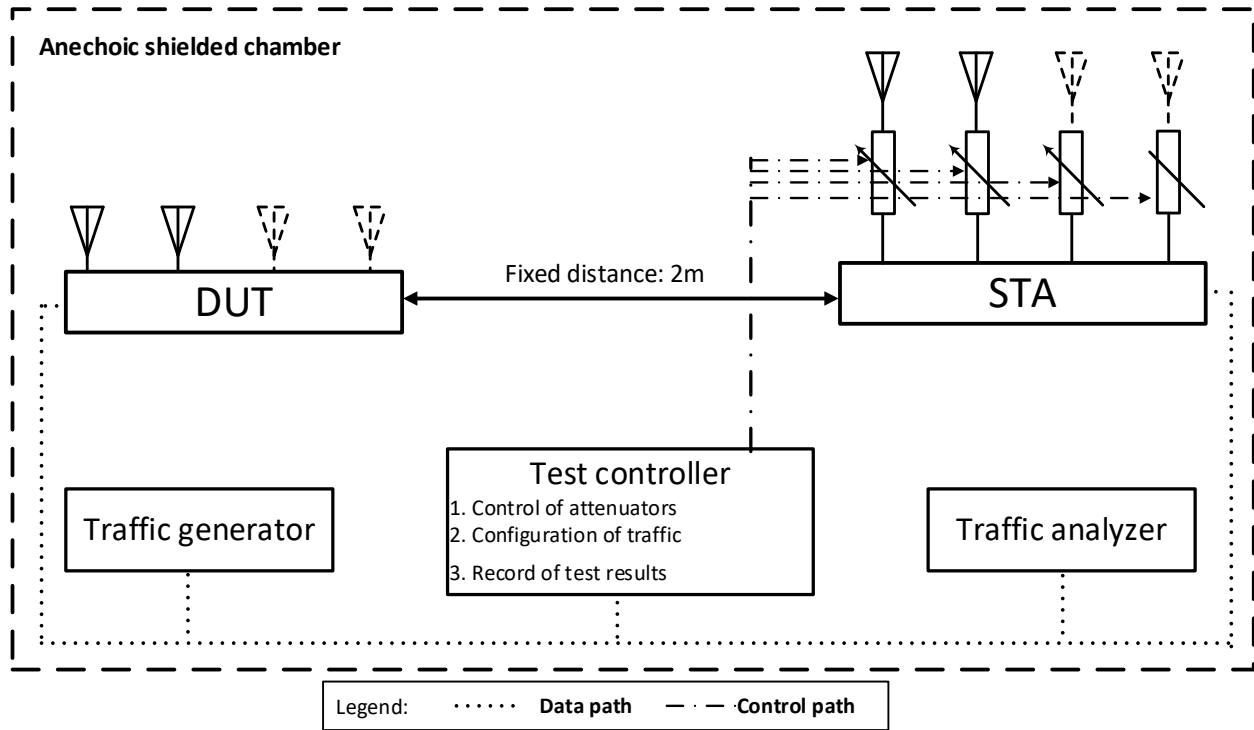 Anechoic shielded chamber
Fixed distance: 2m
DUT
STA
Test controller
1. Control of attenuators
2. Configuration of traffic
3. Record of test results
Traffic generator
Traffic analyzer
Legend: Data path Control path